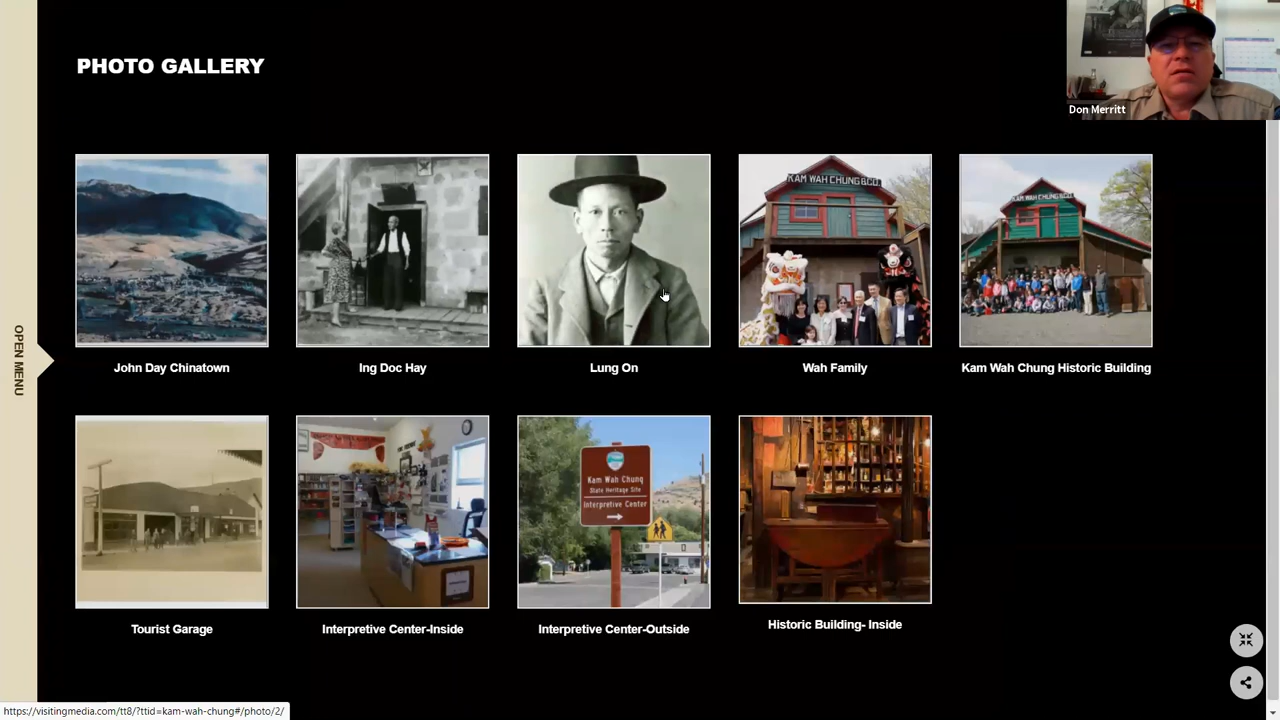 PHOTO GALLERY
Don Merritt
KAM WAH CHUNG & CO.
KAM WAH CHUNG & CO.
John Day Chinatown
Ing Doc Hay
Lung On
Wah Family
Kam Wah Chung Historic Building
OPEN MENU
Kam Wah Chung
State Heritage Site
Interpretive Center
Tourist Garage
Interpretive Center-Inside
Interpretive Center-Outside
Historic Building- Inside
https://visitingmedia.com/tt8/?ttid=kam-wah-chung#/photo/2/